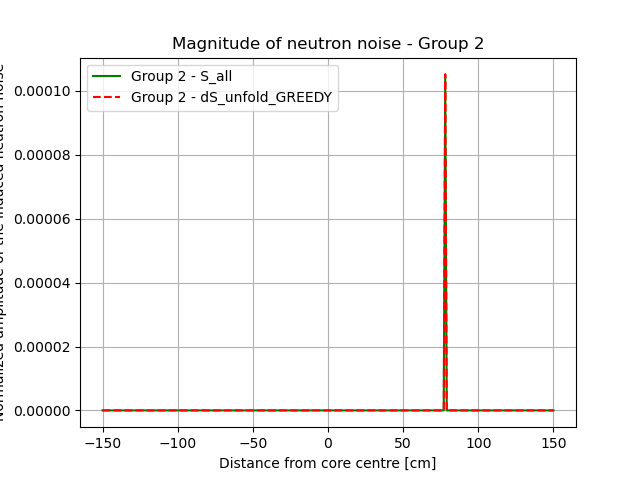 Magnitude of neutron noise - Group 2
Group 2 - S_all
Group 2 - dS_unfold_GREEDY
0.00010
0.00008
0.00006
0.00004
0.00002
0.00000
−150
−100
−50
0
50
100
150
Distance from core centre [cm]
Normalized amplitude of the induced neutron noise